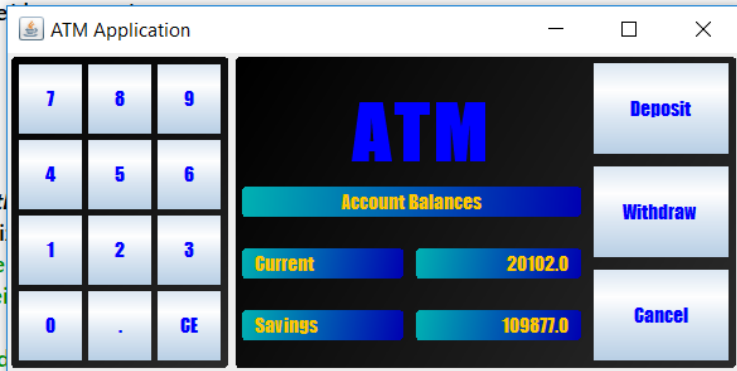 ATM Application
7 8 9
4 5 6
1 2 3
0 . CE
ATM
Account Balances
Current 20102.0
Savings 109877.0
Deposit
Withdraw
Cancel